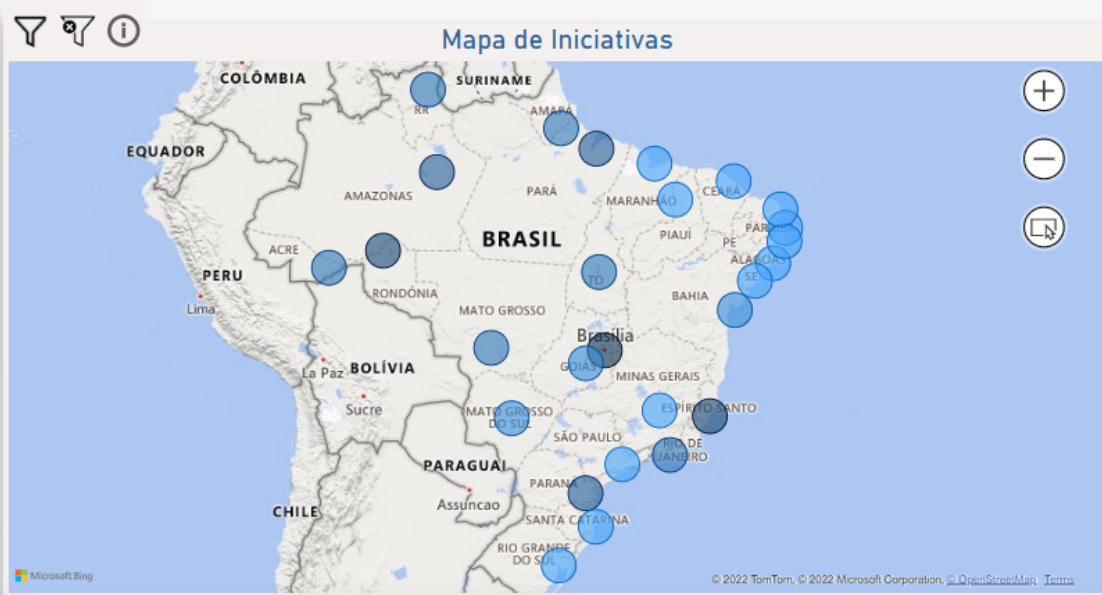 Mapa de Iniciativas
COLÔMBIA
SURINAME
RR
AMAPÁ
EQUADOR
AMAZONAS
PARÁ
MARANHÃO
CEARÁ
PIAUÍ
PE
BRASIL
ACRE
ALAGOAS
SE
TO
PERU
RONDÔNIA
BAHIA
Lima
MATO GROSSO
Brasília
La Paz
BOLÍVIA
GOIÁS
MINAS GERAIS
Sucre
MATO GROSSO
DO SUL
ESPÍRITO SANTO
SÃO PAULO
RIO DE
JANEIRO
PARAGUAI
PARANÁ
Assuncao
CHILE
SANTA CATARINA
RIO GRANDE
DO SUL
Microsoft Bing
© 2022 TomTom, © 2022 Microsoft Corporation, © OpenStreetMap Terms